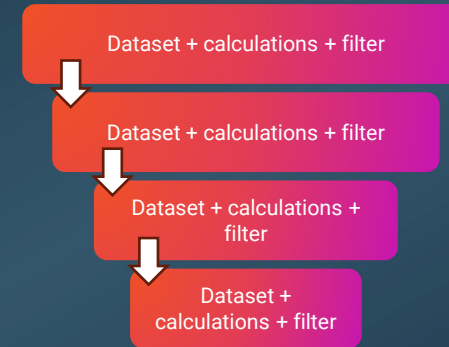 Dataset + calculations + filter
Dataset + calculations + filter
Dataset + calculations +
filter
Dataset +
calculations + filter